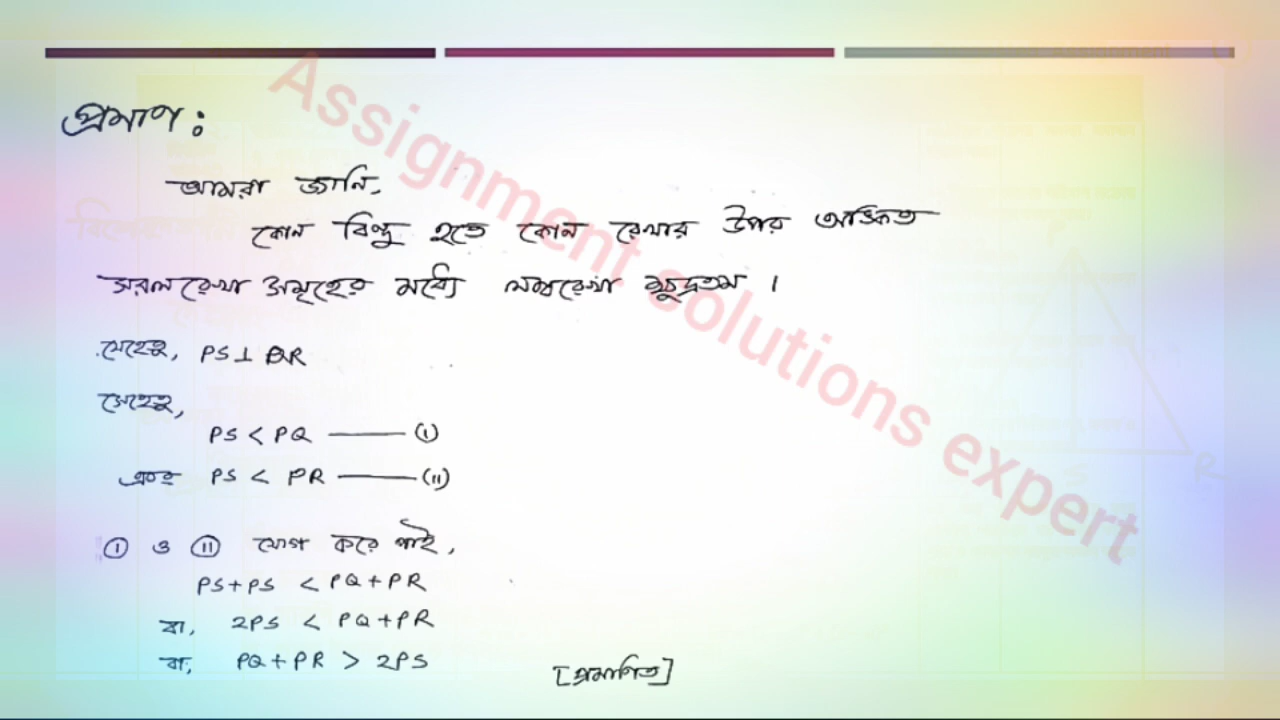 প্রমাণ :
আমরা জানি,
কোন বিন্দু হতে কোন রেখার উপর অঙ্কিত
সরলরেখা সমূহের মধ্যে লম্বরেখা ক্ষুদ্রতম ।
যেহেতু, PS ⊥ QR
সেহেতু,
PS < PQ ——— (i)
এবং PS < PR ——— (ii)
(i) ও (ii) যোগ করে পাই,
PS + PS < PQ + PR
বা, 2PS < PQ + PR
বা, PQ + PR > 2PS
[প্রমাণিত]
Assignment solutions expert